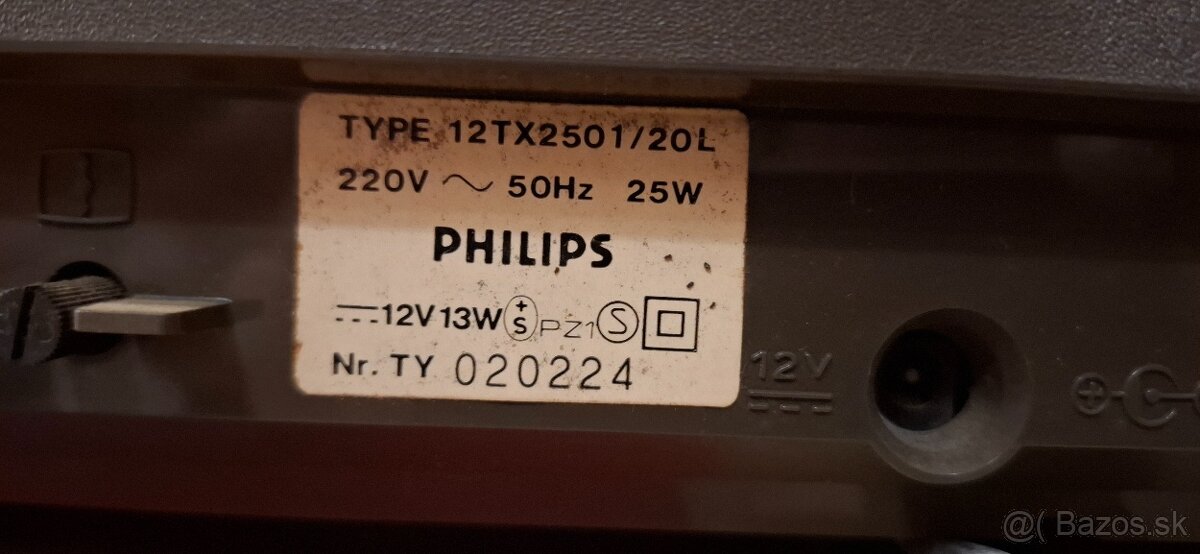 TYPE 12TX2501/20L
220V ~ 50Hz 25W
PHILIPS
12V 13W +S PZ1 S
Nr. TY 020224
12V
@( Bazos.sk